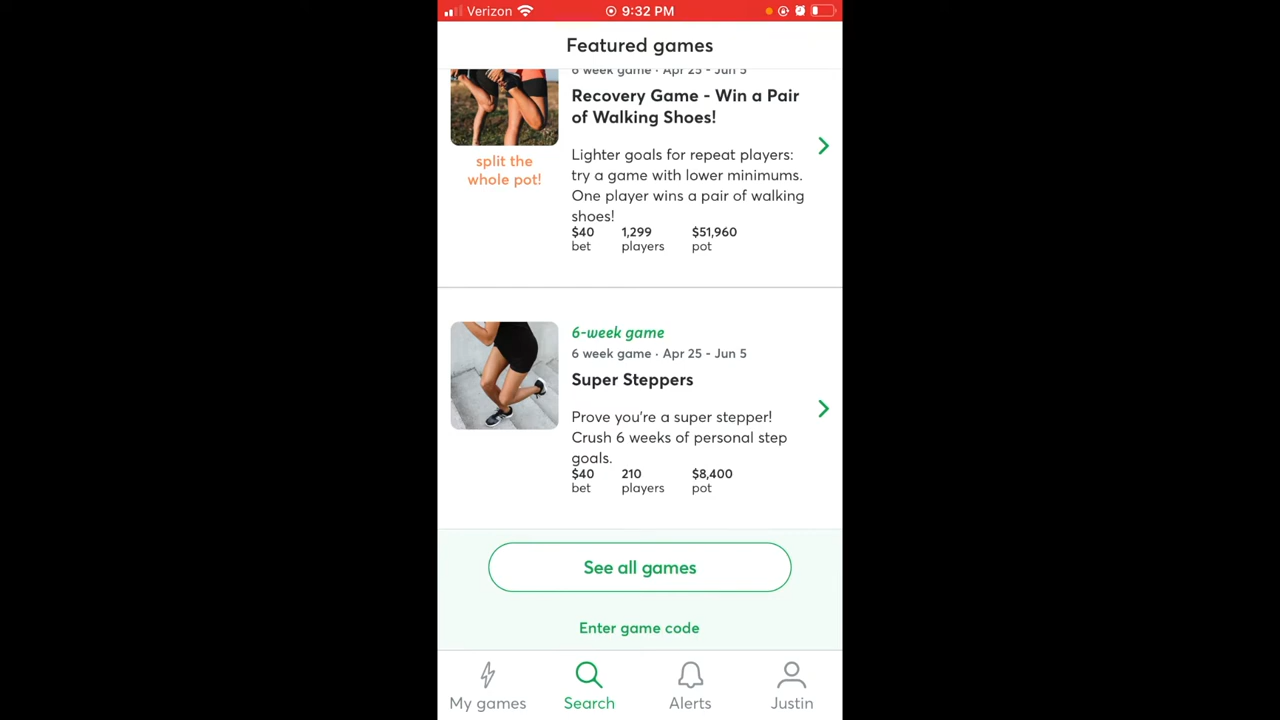 Verizon 9:32 PM
Featured games
6 week game · Apr 25 - Jun 5
Recovery Game - Win a Pair
of Walking Shoes!
split the
whole pot!
Lighter goals for repeat players:
try a game with lower minimums.
One player wins a pair of walking
shoes!
$40 1,299 $51,960
bet players pot
6-week game
6 week game · Apr 25 - Jun 5
Super Steppers
Prove you're a super stepper!
Crush 6 weeks of personal step
goals.
$40 210 $8,400
bet players pot
See all games
Enter game code
My games Search Alerts Justin